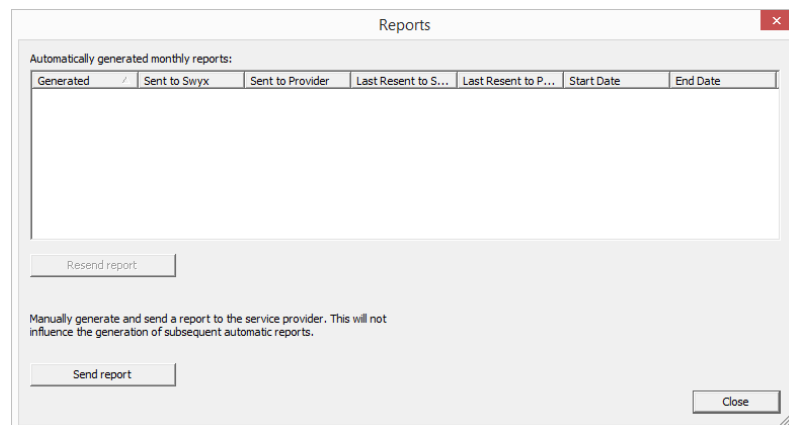 Reports
Automatically generated monthly reports:
Generated Sent to Swyx Sent to Provider Last Resent to S... Last Resent to P... Start Date End Date
Resend report
Manually generate and send a report to the service provider. This will not
influence the generation of subsequent automatic reports.
Send report
Close